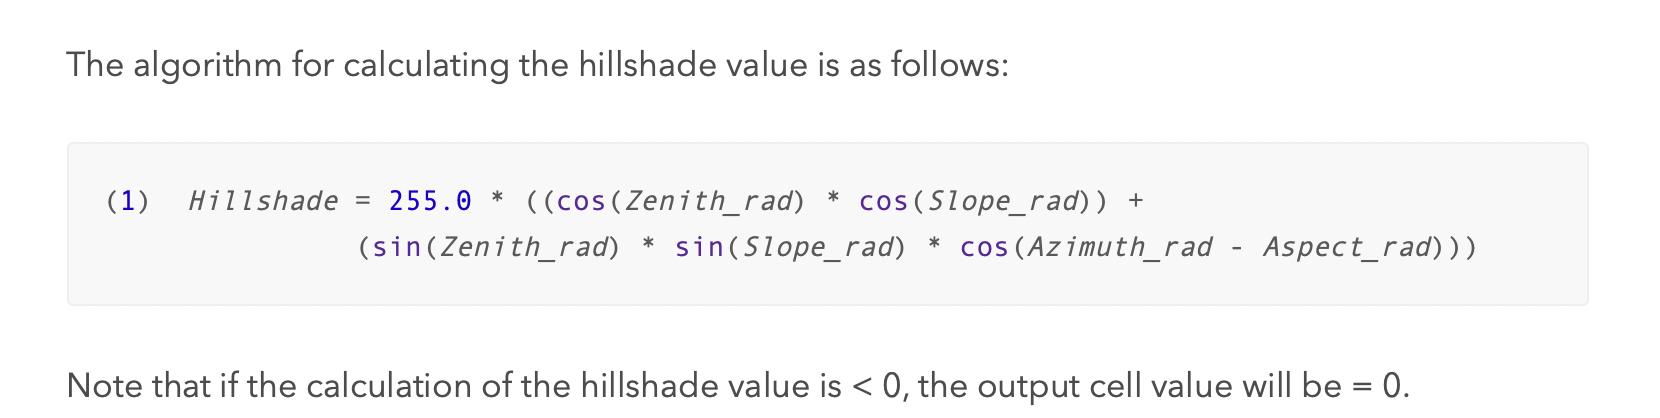 The algorithm for calculating the hillshade value is as follows:
(1) Hillshade = 255.0 * ((cos(Zenith_rad) * cos(Slope_rad)) +
(sin(Zenith_rad) * sin(Slope_rad) * cos(Azimuth_rad - Aspect_rad)))
Note that if the calculation of the hillshade value is < 0, the output cell value will be = 0.